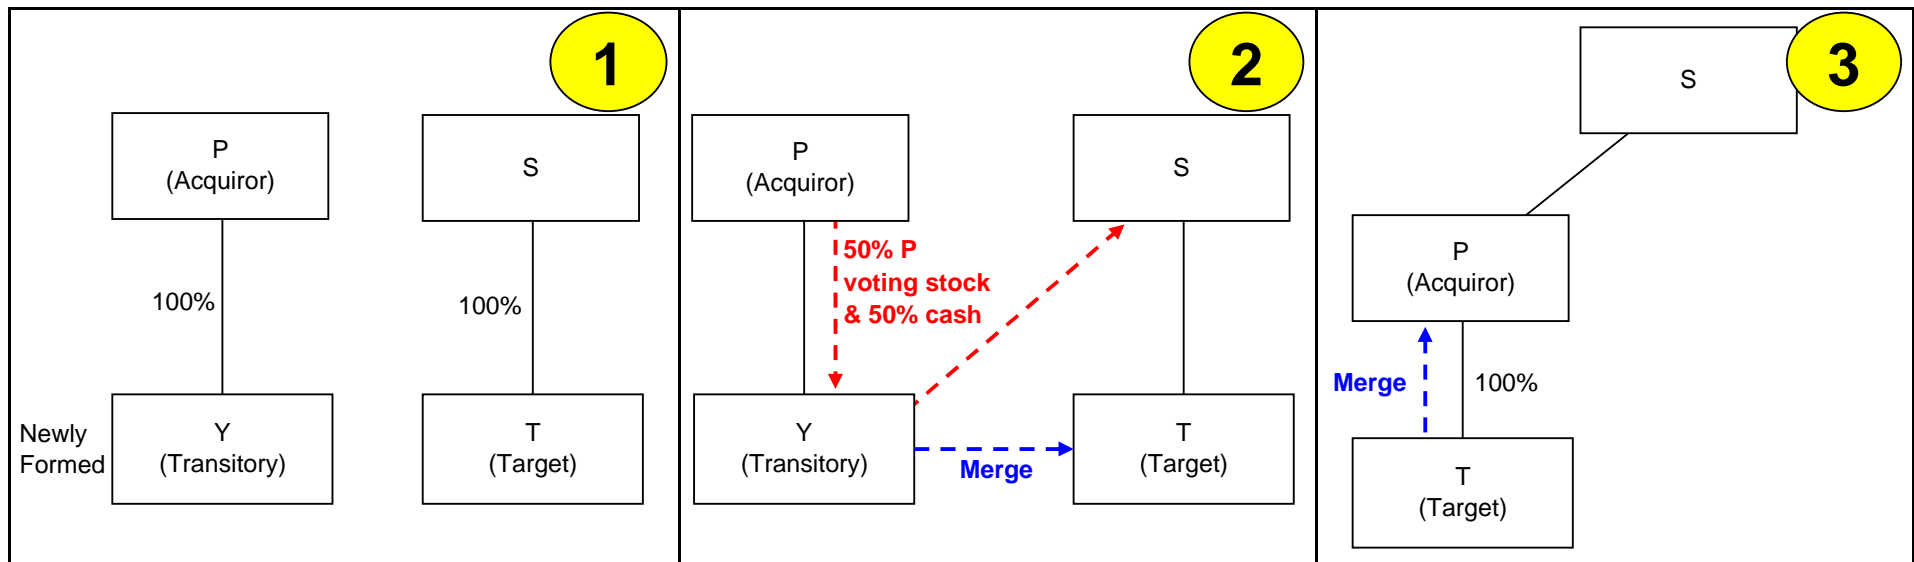 1
P
(Acquiror)
S
100%
100%
Newly
Formed
Y
(Transitory)
T
(Target)
2
P
(Acquiror)
S
50% P
voting stock
& 50% cash
Y
(Transitory)
Merge
T
(Target)
3
S
P
(Acquiror)
Merge
100%
T
(Target)